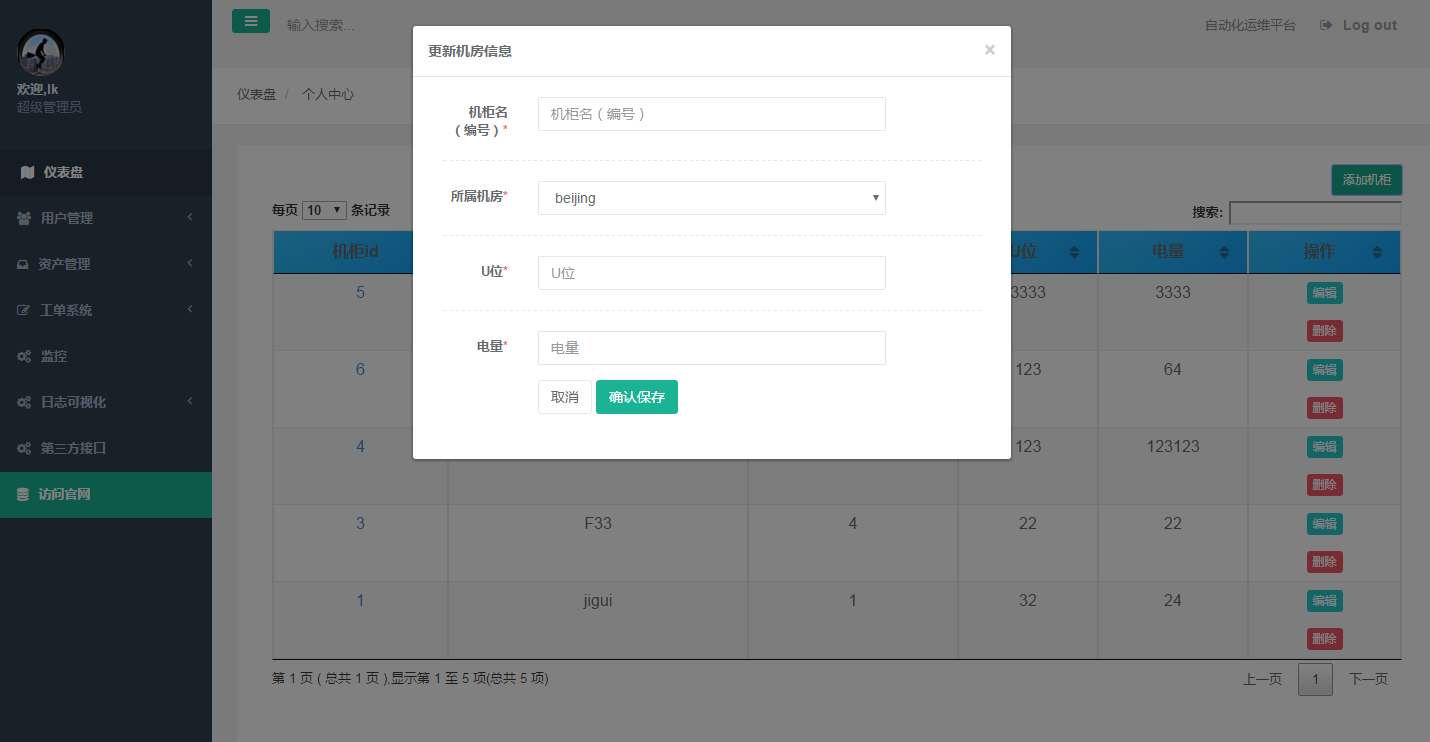 输入搜索...
自动化运维平台
Log out
欢迎,lk
超级管理员
仪表盘
用户管理
资产管理
工单系统
监控
日志可视化
第三方接口
访问官网
仪表盘 / 个人中心
添加机柜
每页 10 条记录
搜索:
更新机房信息
×
机柜名
（编号）*
机柜名（编号）
所属机房*
beijing
U位*
U位
电量*
电量
取消
确认保存
机柜id
U位
电量
操作
5
3333
3333
编辑
删除
6
123
64
编辑
删除
4
123
123123
编辑
删除
3
F33
4
22
22
编辑
删除
1
jigui
1
32
24
编辑
删除
第 1 页 ( 总共 1 页 ),显示第 1 至 5 项(总共 5 项)
上一页
1
下一页